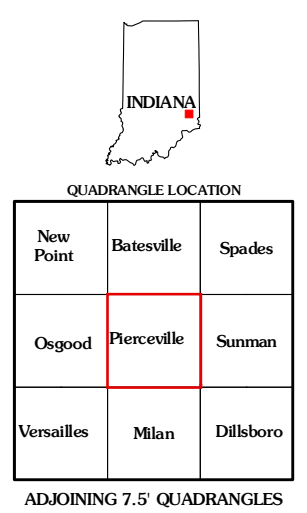 INDIANA
QUADRANGLE LOCATION
New
Point
Batesville
Spades
Osgood
Pierceville
Sunman
Versailles
Milan
Dillsboro
ADJOINING 7.5' QUADRANGLES